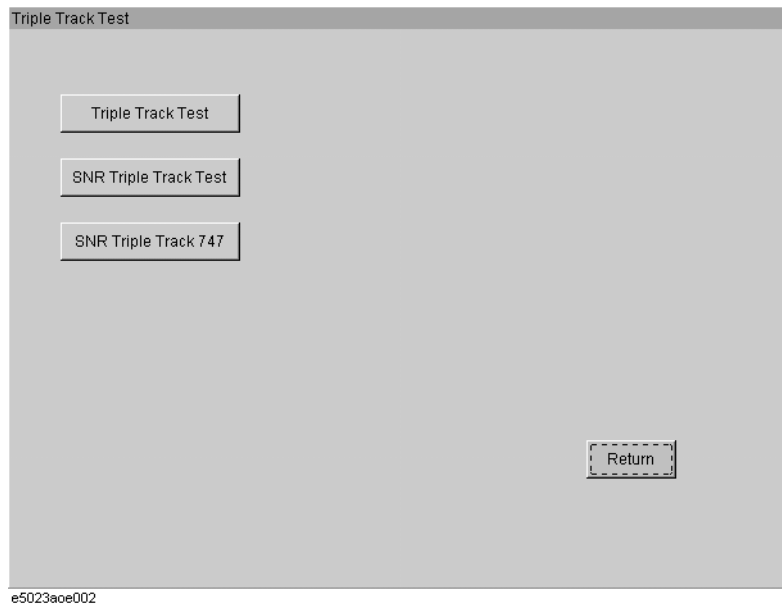 Triple Track Test
Triple Track Test
SNR Triple Track Test
SNR Triple Track 747
Return
e5023aoe002